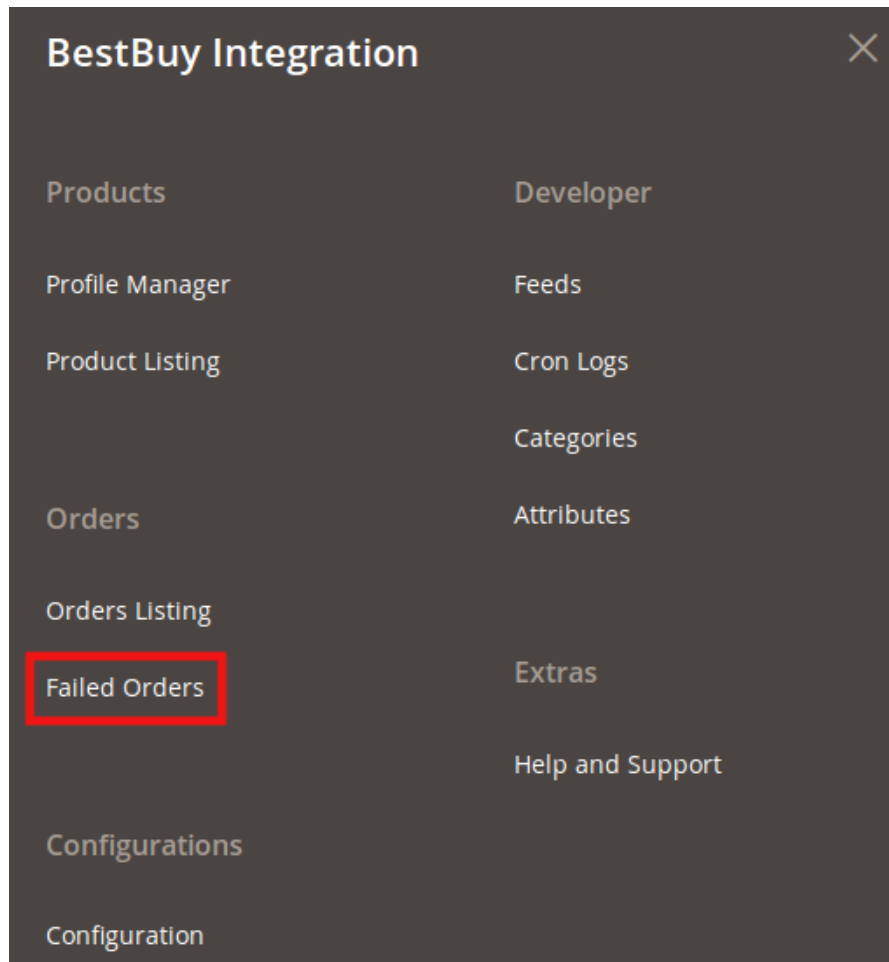 BestBuy Integration
Products
Profile Manager
Product Listing
Orders
Orders Listing
Failed Orders
Configurations
Configuration
Developer
Feeds
Cron Logs
Categories
Attributes
Extras
Help and Support